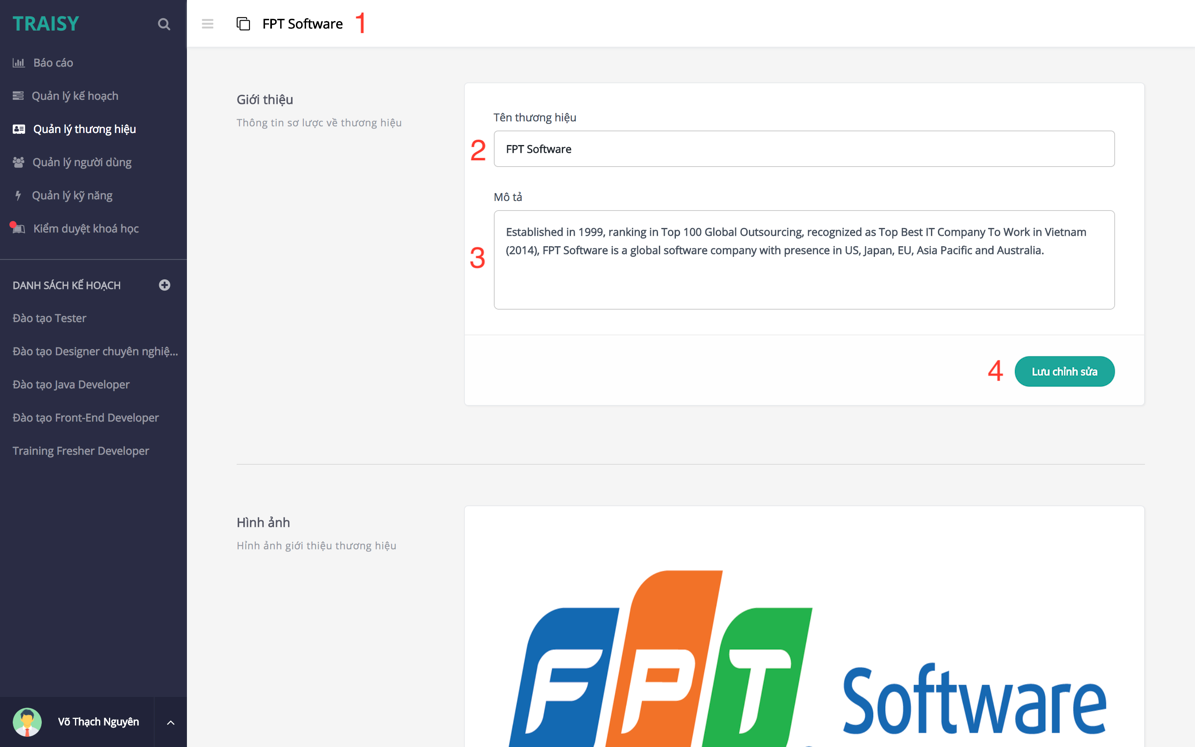 TRAISY
Báo cáo
Quản lý kế hoạch
Quản lý thương hiệu
Quản lý người dùng
Quản lý kỹ năng
Kiểm duyệt khoá học
DANH SÁCH KẾ HOẠCH
Đào tạo Tester
Đào tạo Designer chuyên nghiệ...
Đào tạo Java Developer
Đào tạo Front-End Developer
Training Fresher Developer
Võ Thạch Nguyên
FPT Software 1
Giới thiệu
Thông tin sơ lược về thương hiệu
Tên thương hiệu
2 FPT Software
Mô tả
3
Established in 1999, ranking in Top 100 Global Outsourcing, recognized as Top Best IT Company To Work in Vietnam
(2014), FPT Software is a global software company with presence in US, Japan, EU, Asia Pacific and Australia.
4 Lưu chỉnh sửa
Hình ảnh
Hình ảnh giới thiệu thương hiệu
FPT Software